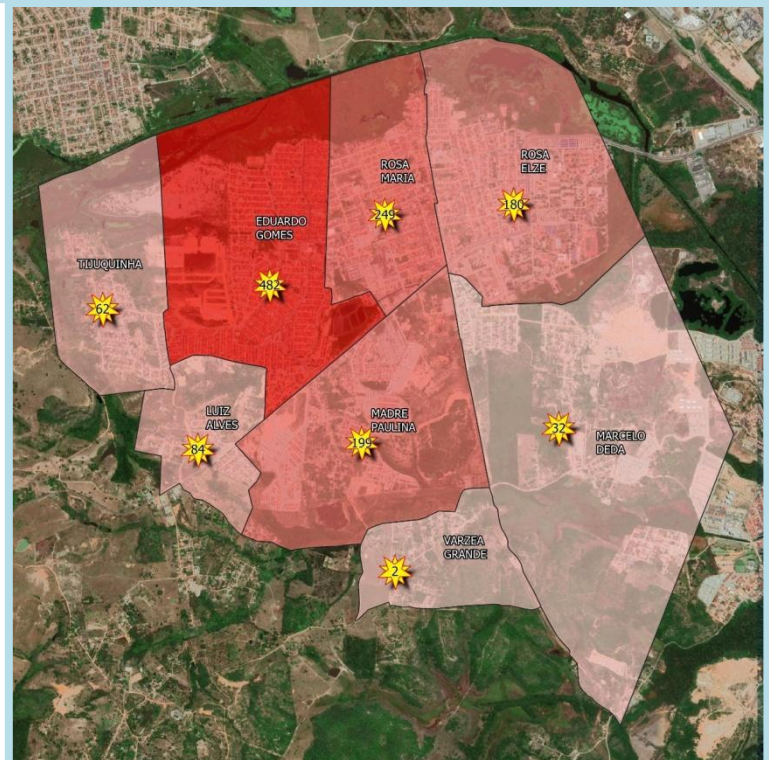 ROSA
MARIA
249
ROSA
ELZE
180
EDUARDO
GOMES
482
TIJUQUINHA
62
LUIZ
ALVES
84
MADRE
PAULINA
199
32
MARCELO
DEDA
VARZEA
GRANDE
2